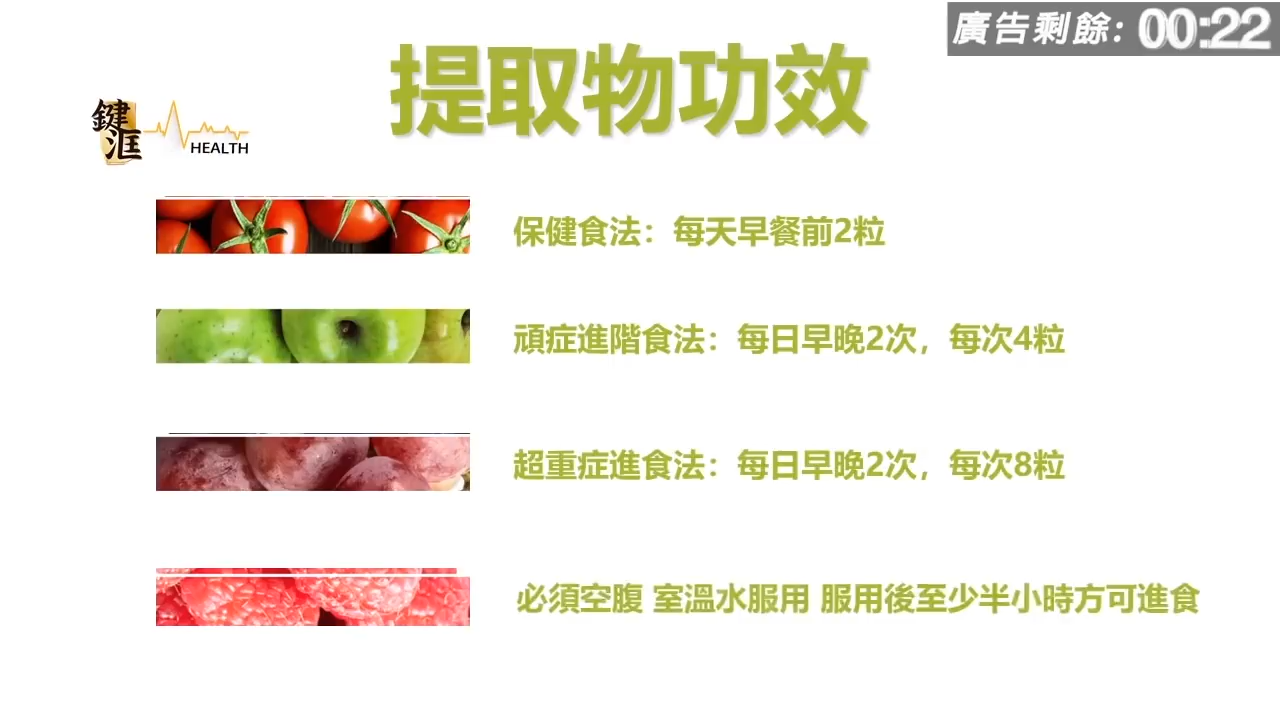 廣告剩餘: 00:22
提取物功效
鍵洭
HEALTH
保健食法：每天早餐前2粒
頑症進階食法：每日早晚2次，每次4粒
超重症進食法：每日早晚2次，每次8粒
必須空腹 室溫水服用 服用後至少半小時方可進食